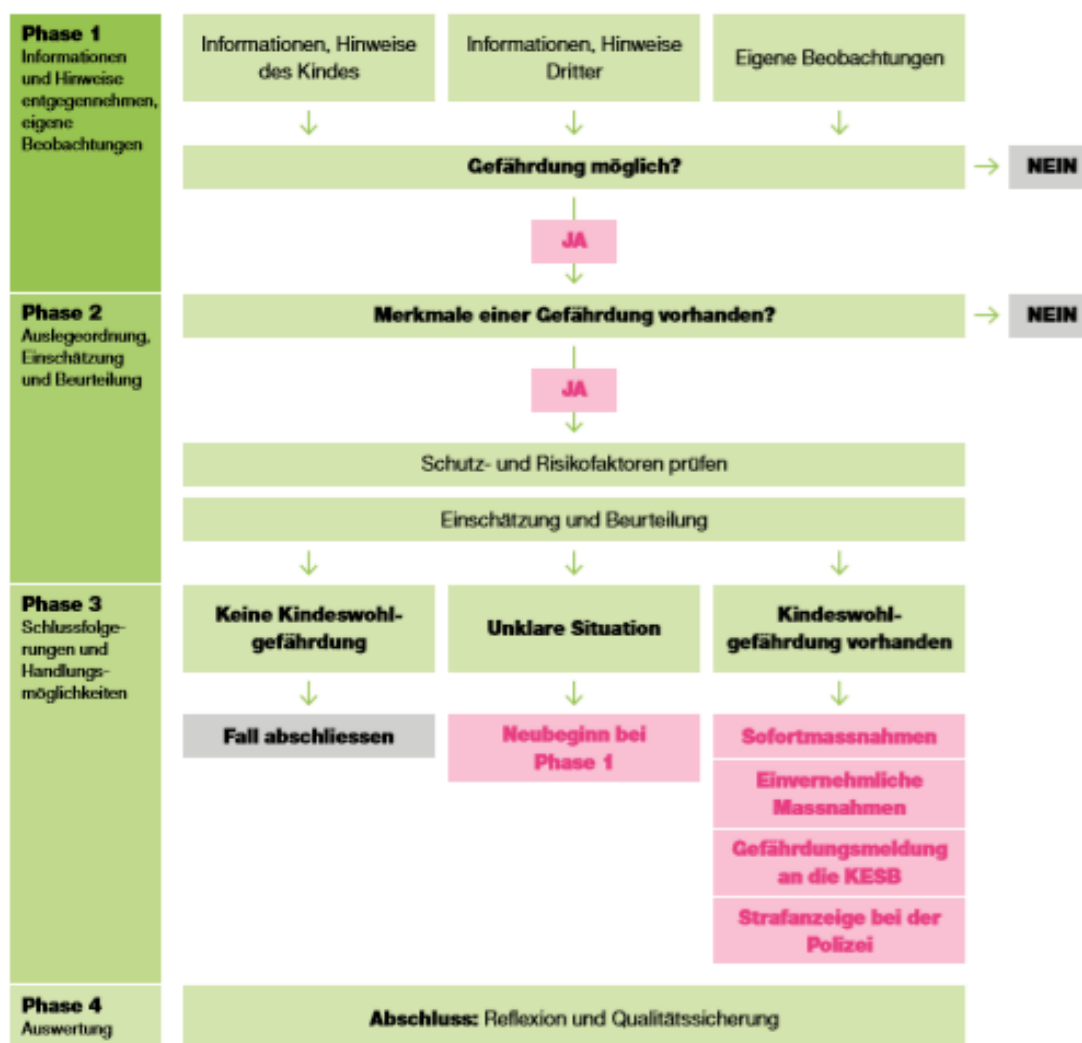 Phase 1
Informationen
und Hinweise
entgegennehmen,
eigene
Beobachtungen
Informationen, Hinweise
des Kindes
Informationen, Hinweise
Dritter
Eigene Beobachtungen
Gefährdung möglich?
NEIN
JA
Phase 2
Auslegeordnung,
Einschätzung
und Beurteilung
Merkmale einer Gefährdung vorhanden?
NEIN
JA
Schutz- und Risikofaktoren prüfen
Einschätzung und Beurteilung
Phase 3
Schlussfolge-
rungen und
Handlungs-
möglichkeiten
Keine Kindeswohl-
gefährdung
Unklare Situation
Kindeswohl-
gefährdung vorhanden
Fall abschliessen
Neubeginn bei
Phase 1
Sofortmassnahmen
Einvernehmliche
Massnahmen
Gefährdungsmeldung
an die KESB
Strafanzeige bei der
Polizei
Phase 4
Auswertung
Abschluss: Reflexion und Qualitätssicherung